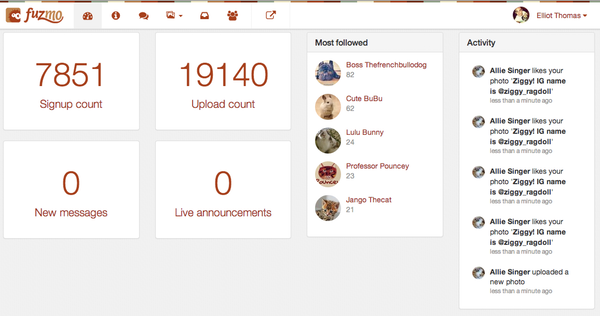 fuzmo
Elliot Thomas
7851
Signup count
19140
Upload count
0
New messages
0
Live announcements
Most followed
Boss Thefrenchbullodog
82
Cute BuBu
62
Lulu Bunny
24
Professor Pouncey
23
Jango Thecat
21
Activity
Allie Singer likes your
photo 'Ziggy! IG name
is @ziggy_ragdoll'
less than a minute ago
Allie Singer likes your
photo 'Ziggy! IG name
is @ziggy_ragdoll'
less than a minute ago
Allie Singer likes your
photo 'Ziggy! IG name
is @ziggy_ragdoll'
less than a minute ago
Allie Singer likes your
photo 'Ziggy! IG name
is @ziggy_ragdoll'
less than a minute ago
Allie Singer uploaded a
new photo
less than a minute ago